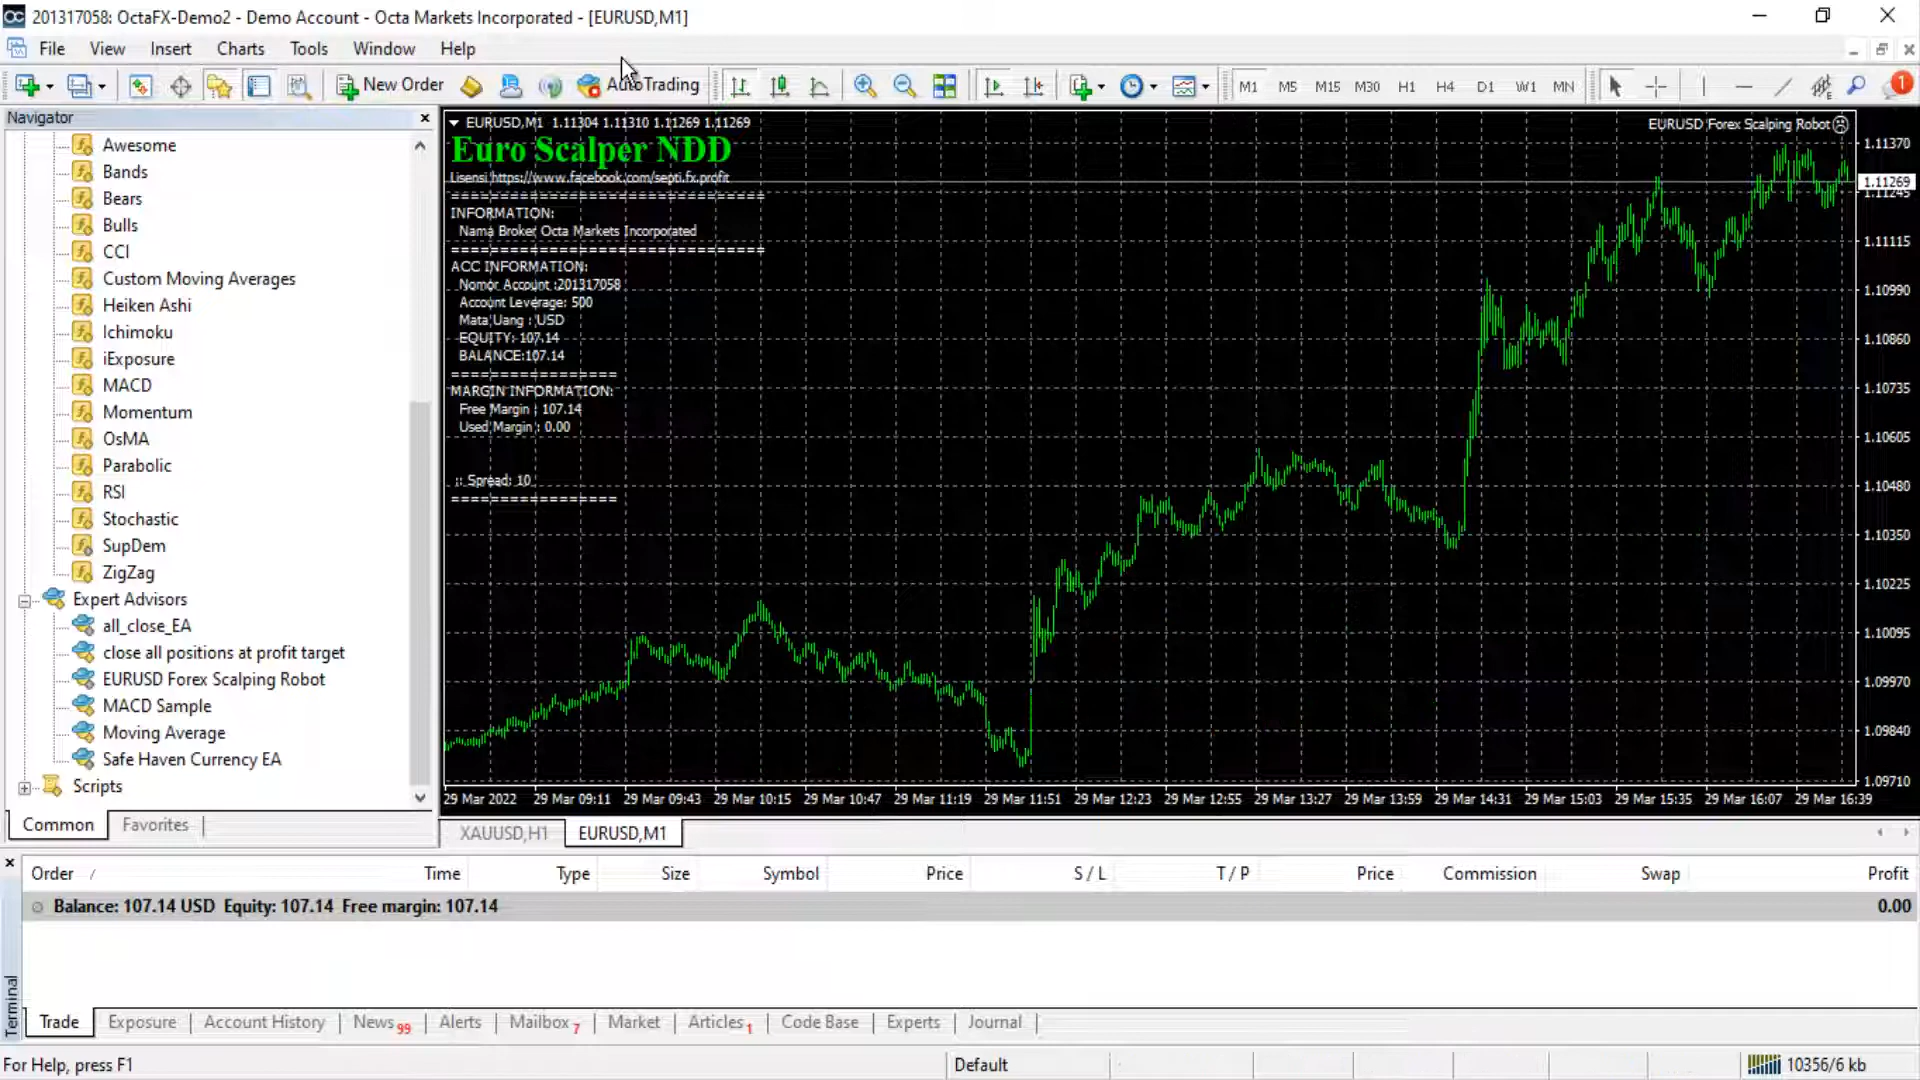 201317058: OctaFX-Demo2 - Demo Account - Octa Markets Incorporated - [EURUSD,M1]
File View Insert Charts Tools Window Help
New Order AutoTrading M1 M5 M15 M30 H1 H4 D1 W1 MN 1
Navigator
Awesome
Bands
Bears
Bulls
CCI
Custom Moving Averages
Heiken Ashi
Ichimoku
iExposure
MACD
Momentum
OsMA
Parabolic
RSI
Stochastic
SupDem
ZigZag
Expert Advisors
all_close_EA
close all positions at profit target
EURUSD Forex Scalping Robot
MACD Sample
Moving Average
Safe Haven Currency EA
Scripts
Common Favorites
EURUSD,M1 1.11304 1.11310 1.11269 1.11269
EURUSD Forex Scalping Robot
Euro Scalper NDD
Lisensi https://www.facebook.com/septi.fx.profit
===================================
INFORMATION:
Nama Broker Octa Markets Incorporated
===================================
ACC INFORMATION:
Nomor Account :201317058
Account Leverage: 500
Mata Uang : USD
EQUITY: 107.14
BALANCE:107.14
==================
MARGIN INFORMATION:
Free Margin : 107.14
Used Margin : 0.00
:: Spread: 10
==================
1.11370
1.11269
1.11245
1.11115
1.10990
1.10860
1.10735
1.10605
1.10480
1.10350
1.10225
1.10095
1.09970
1.09840
1.09710
29 Mar 2022 29 Mar 09:11 29 Mar 09:43 29 Mar 10:15 29 Mar 10:47 29 Mar 11:19 29 Mar 11:51 29 Mar 12:23 29 Mar 12:55 29 Mar 13:27 29 Mar 13:59 29 Mar 14:31 29 Mar 15:03 29 Mar 15:35 29 Mar 16:07 29 Mar 16:39
XAUUSD,H1 EURUSD,M1
Order / Time Type Size Symbol Price S / L T / P Price Commission Swap Profit
Balance: 107.14 USD Equity: 107.14 Free margin: 107.14 0.00
Terminal
Trade Exposure Account History News 99 Alerts Mailbox 7 Market Articles 1 Code Base Experts Journal
For Help, press F1 Default 10356/6 kb